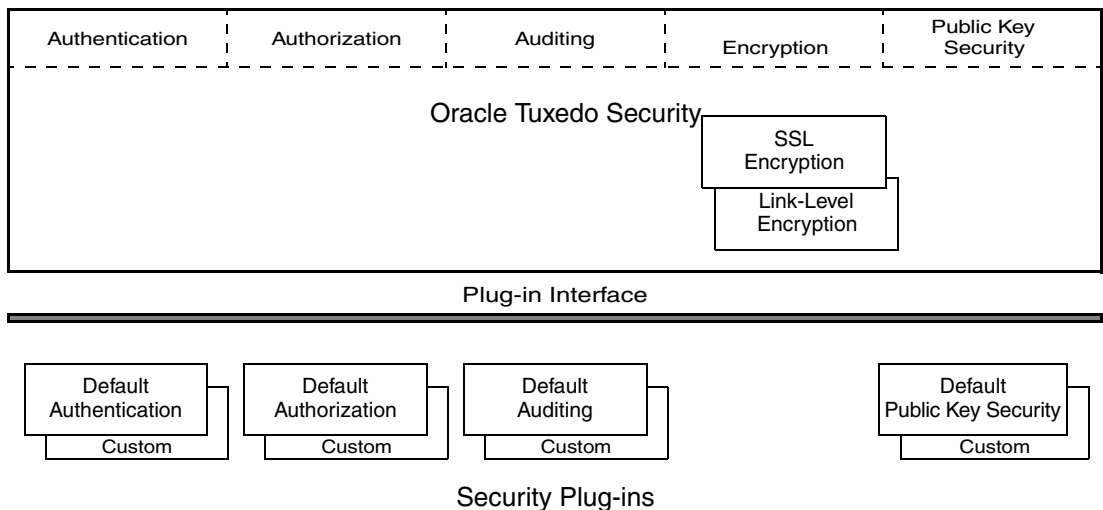 Authentication
Authorization
Auditing
Encryption
Public Key
Security
Oracle Tuxedo Security
SSL
Encryption
Link-Level
Encryption
Plug-in Interface
Default
Authentication
Custom
Default
Authorization
Custom
Default
Auditing
Custom
Default
Public Key Security
Custom
Security Plug-ins